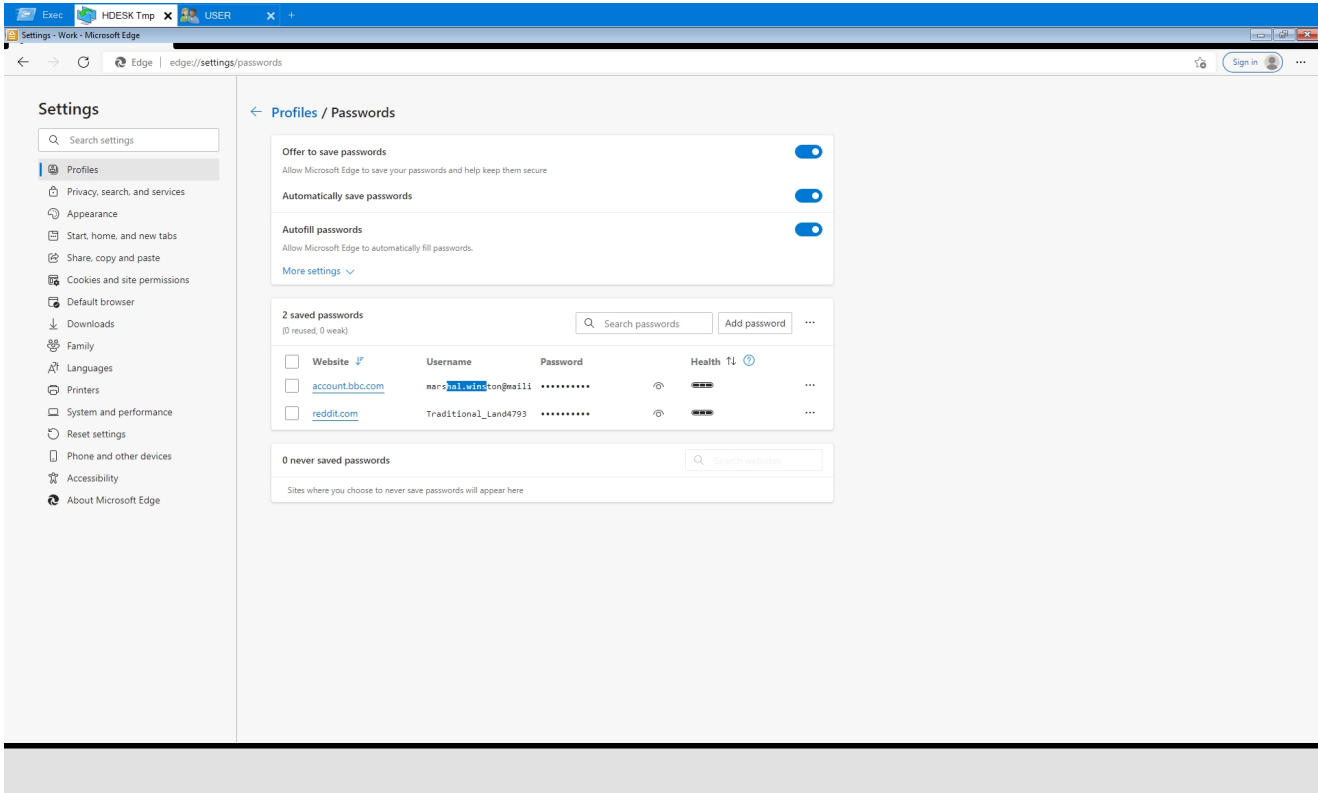 Exec HDESK Tmp USER
Settings - Work - Microsoft Edge
Edge edge://settings/passwords Sign in
Settings
Search settings
Profiles
Privacy, search, and services
Appearance
Start, home, and new tabs
Share, copy and paste
Cookies and site permissions
Default browser
Downloads
Family
Languages
Printers
System and performance
Reset settings
Phone and other devices
Accessibility
About Microsoft Edge
Profiles / Passwords
Offer to save passwords
Allow Microsoft Edge to save your passwords and help keep them secure
Automatically save passwords
Autofill passwords
Allow Microsoft Edge to automatically fill passwords.
More settings
2 saved passwords
(0 reused, 0 weak)
Search passwords Add password
Website Username Password Health
account.bbc.com marshal.winston@maili ••••••••••
reddit.com Traditional_Land4793 ••••••••••
0 never saved passwords
Search websites
Sites where you choose to never save passwords will appear here